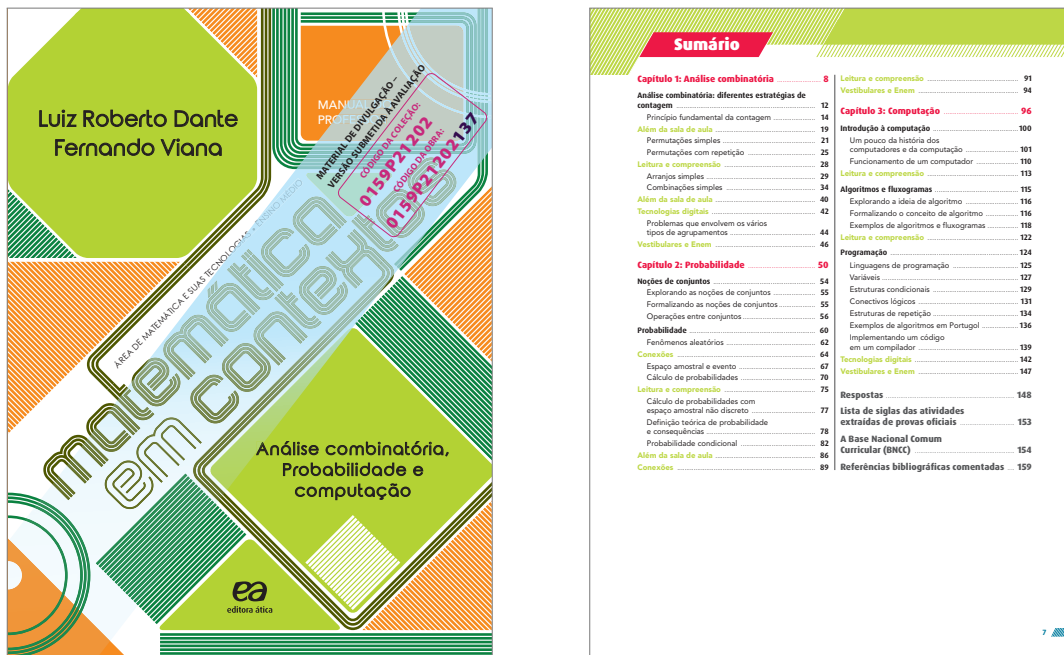 Luiz Roberto Dante
Fernando Viana
MANUAL
PROFES
MATERIAL DE DIVULGAÇÃO –
VERSÃO SUBMETIDA À AVALIAÇÃO
CÓDIGO DA COLEÇÃO:
0159P21202
CÓDIGO DA OBRA:
0159P21202137
ÁREA DE MATEMÁTICA E SUAS TECNOLOGIAS • ENSINO MÉDIO
matemática
em contextos
Análise combinatória,
Probabilidade e
computação
ea
editora ática
Sumário
Capítulo 1: Análise combinatória 8
Análise combinatória: diferentes estratégias de
contagem 12
Princípio fundamental da contagem 14
Além da sala de aula 19
Permutações simples 21
Permutações com repetição 25
Leitura e compreensão 28
Arranjos simples 29
Combinações simples 34
Além da sala de aula 40
Tecnologias digitais 42
Problemas que envolvem os vários
tipos de agrupamentos 44
Vestibulares e Enem 46
Capítulo 2: Probabilidade 50
Noções de conjuntos 54
Explorando as noções de conjuntos 55
Formalizando as noções de conjuntos 55
Operações entre conjuntos 56
Probabilidade 60
Fenômenos aleatórios 62
Conexões 64
Espaço amostral e evento 67
Cálculo de probabilidades 70
Leitura e compreensão 75
Cálculo de probabilidades com
espaço amostral não discreto 77
Definição teórica de probabilidade
e consequências 78
Probabilidade condicional 82
Além da sala de aula 86
Conexões 89
Leitura e compreensão 91
Vestibulares e Enem 94
Capítulo 3: Computação 96
Introdução à computação 100
Um pouco da história dos
computadores e da computação 101
Funcionamento de um computador 110
Leitura e compreensão 113
Algoritmos e fluxogramas 115
Explorando a ideia de algoritmo 116
Formalizando o conceito de algoritmo 116
Exemplos de algoritmos e fluxogramas 118
Leitura e compreensão 122
Programação 124
Linguagens de programação 125
Variáveis 127
Estruturas condicionais 129
Conectivos lógicos 131
Estruturas de repetição 134
Exemplos de algoritmos em Portugol 136
Implementando um código
em um compilador 139
Tecnologias digitais 142
Vestibulares e Enem 147
Respostas 148
Lista de siglas das atividades
extraídas de provas oficiais 153
A Base Nacional Comum
Curricular (BNCC) 154
Referências bibliográficas comentadas 159
7